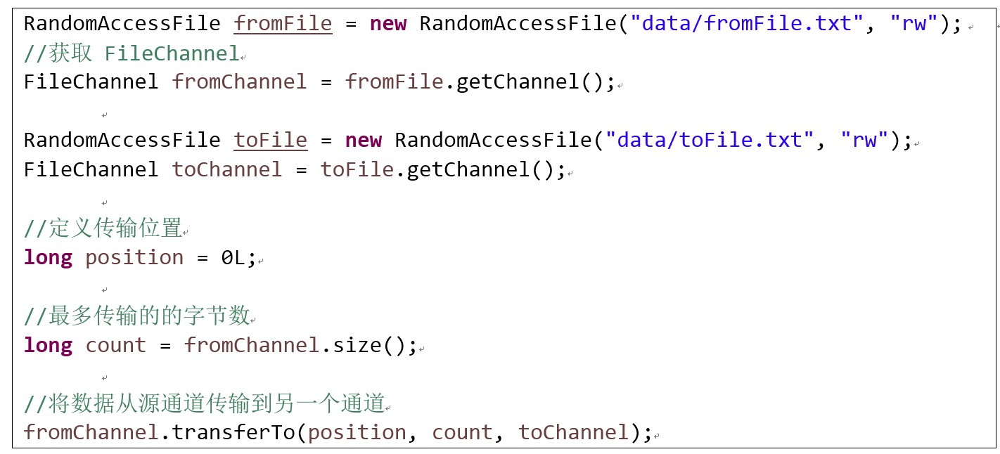 RandomAccessFile fromFile = new RandomAccessFile("data/fromFile.txt", "rw");
//获取 FileChannel
FileChannel fromChannel = fromFile.getChannel();
RandomAccessFile toFile = new RandomAccessFile("data/toFile.txt", "rw");
FileChannel toChannel = toFile.getChannel();
//定义传输位置
long position = 0L;
//最多传输的的字节数
long count = fromChannel.size();
//将数据从源通道传输到另一个通道
fromChannel.transferTo(position, count, toChannel);